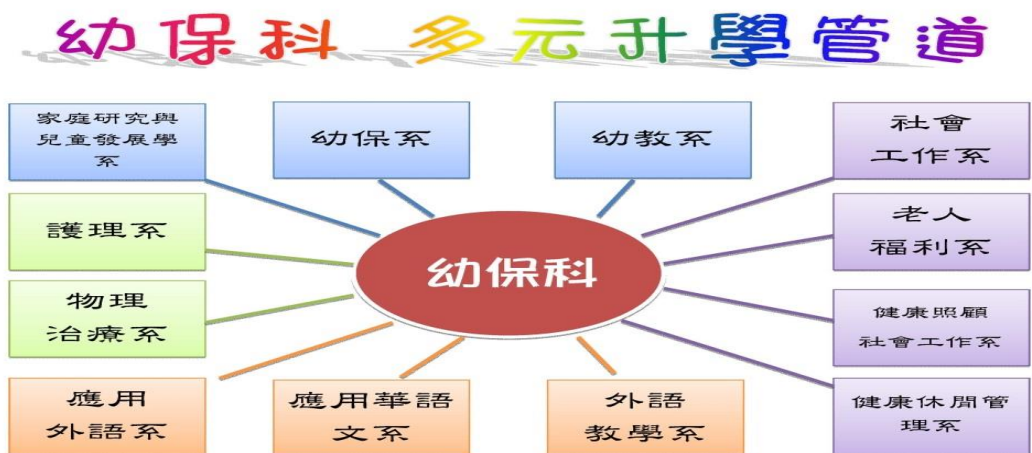 幼保科 多元升學管道
家庭研究與
兒童發展學
系
幼保系
幼教系
社會
工作系
護理系
老人
福利系
幼保科
物理
治療系
健康照顧
社會工作系
應用
外語系
應用華語
文系
外語
教學系
健康休閒管
理系